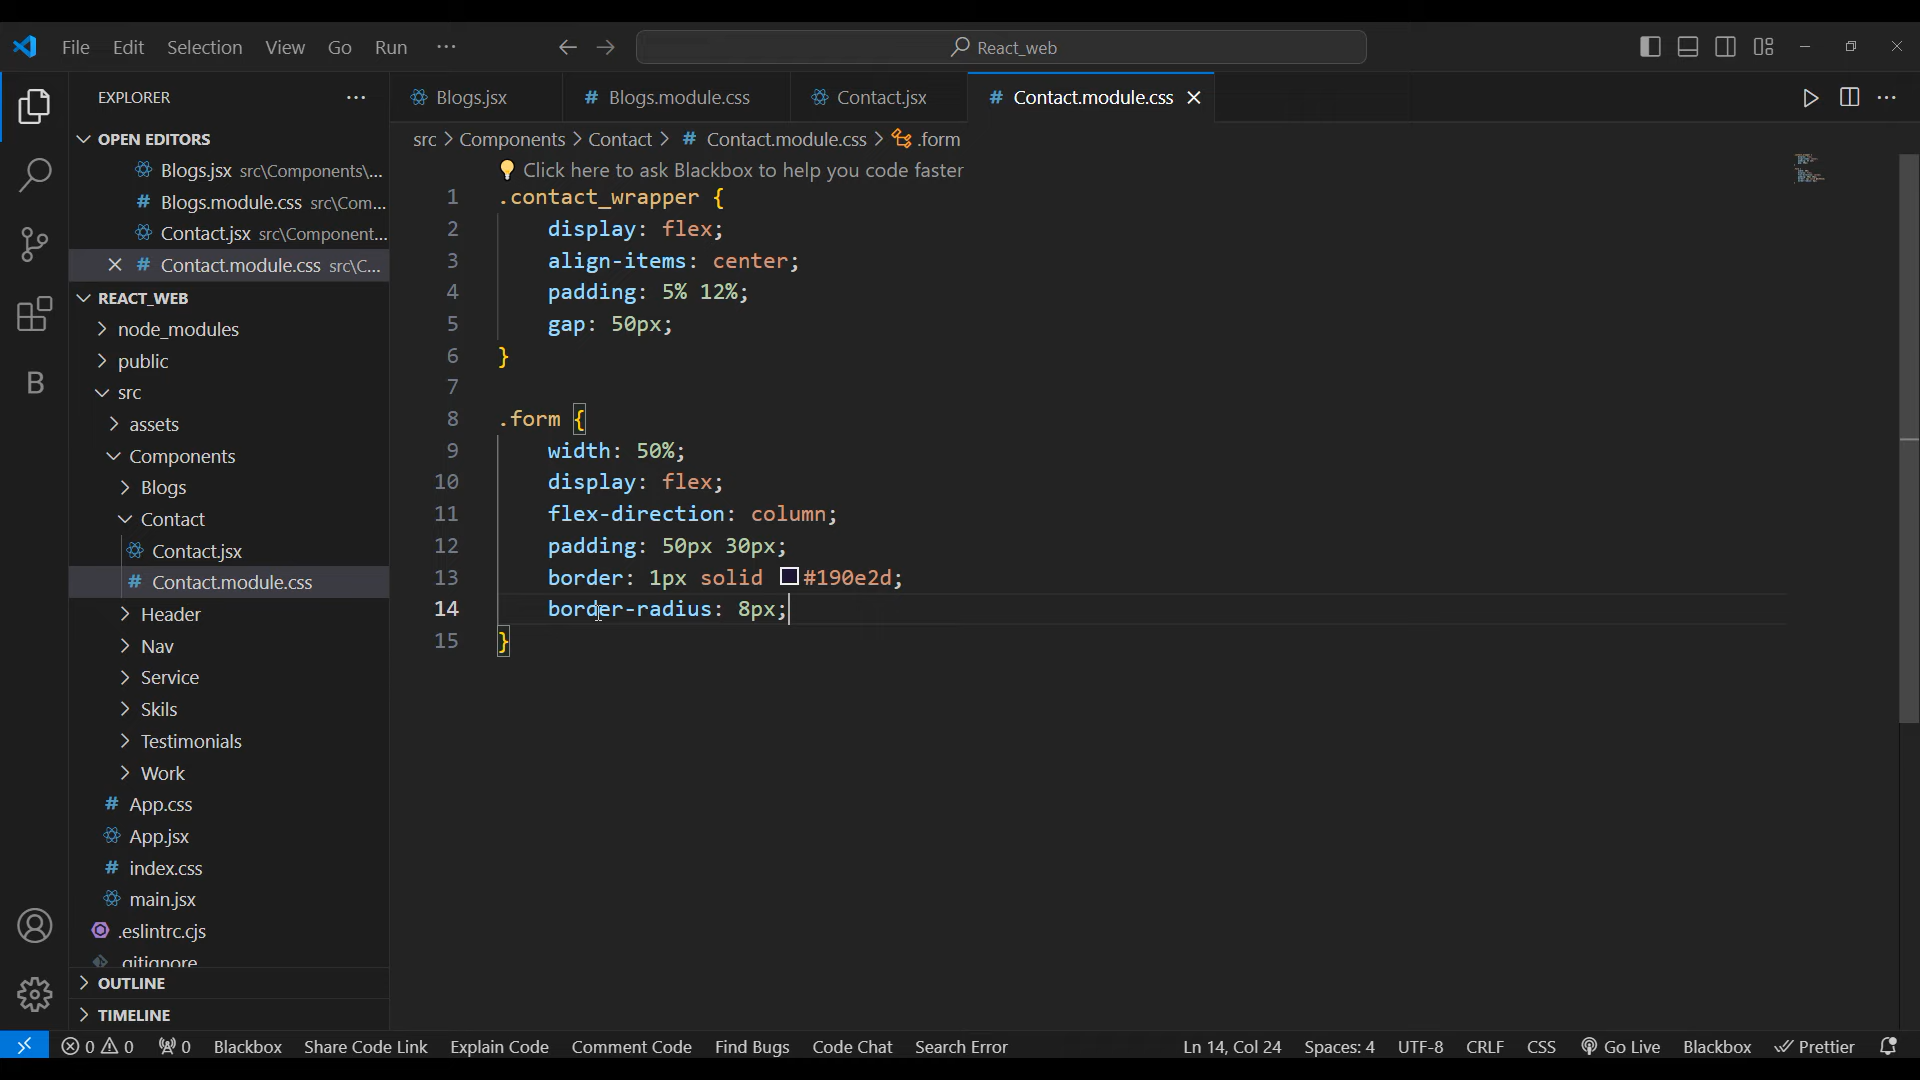 File Edit Selection View Go Run ··· React_web
EXPLORER ···
OPEN EDITORS
Blogs.jsx src\Components\...
# Blogs.module.css src\Com...
Contact.jsx src\Component...
# Contact.module.css src\C...
REACT_WEB
node_modules
public
src
assets
Components
Blogs
Contact
Contact.jsx
# Contact.module.css
Header
Nav
Service
Skils
Testimonials
Work
# App.css
App.jsx
# index.css
main.jsx
.eslintrc.cjs
.gitignore
OUTLINE
TIMELINE
Blogs.jsx # Blogs.module.css Contact.jsx # Contact.module.css
src > Components > Contact > # Contact.module.css > .form
Click here to ask Blackbox to help you code faster
1 .contact_wrapper {
2 display: flex;
3 align-items: center;
4 padding: 5% 12%;
5 gap: 50px;
6 }
7
8 .form {
9 width: 50%;
10 display: flex;
11 flex-direction: column;
12 padding: 50px 30px;
13 border: 1px solid #190e2d;
14 border-radius: 8px;
15 }
B
0 0 0 Blackbox Share Code Link Explain Code Comment Code Find Bugs Code Chat Search Error Ln 14, Col 24 Spaces: 4 UTF-8 CRLF CSS Go Live Blackbox Prettier